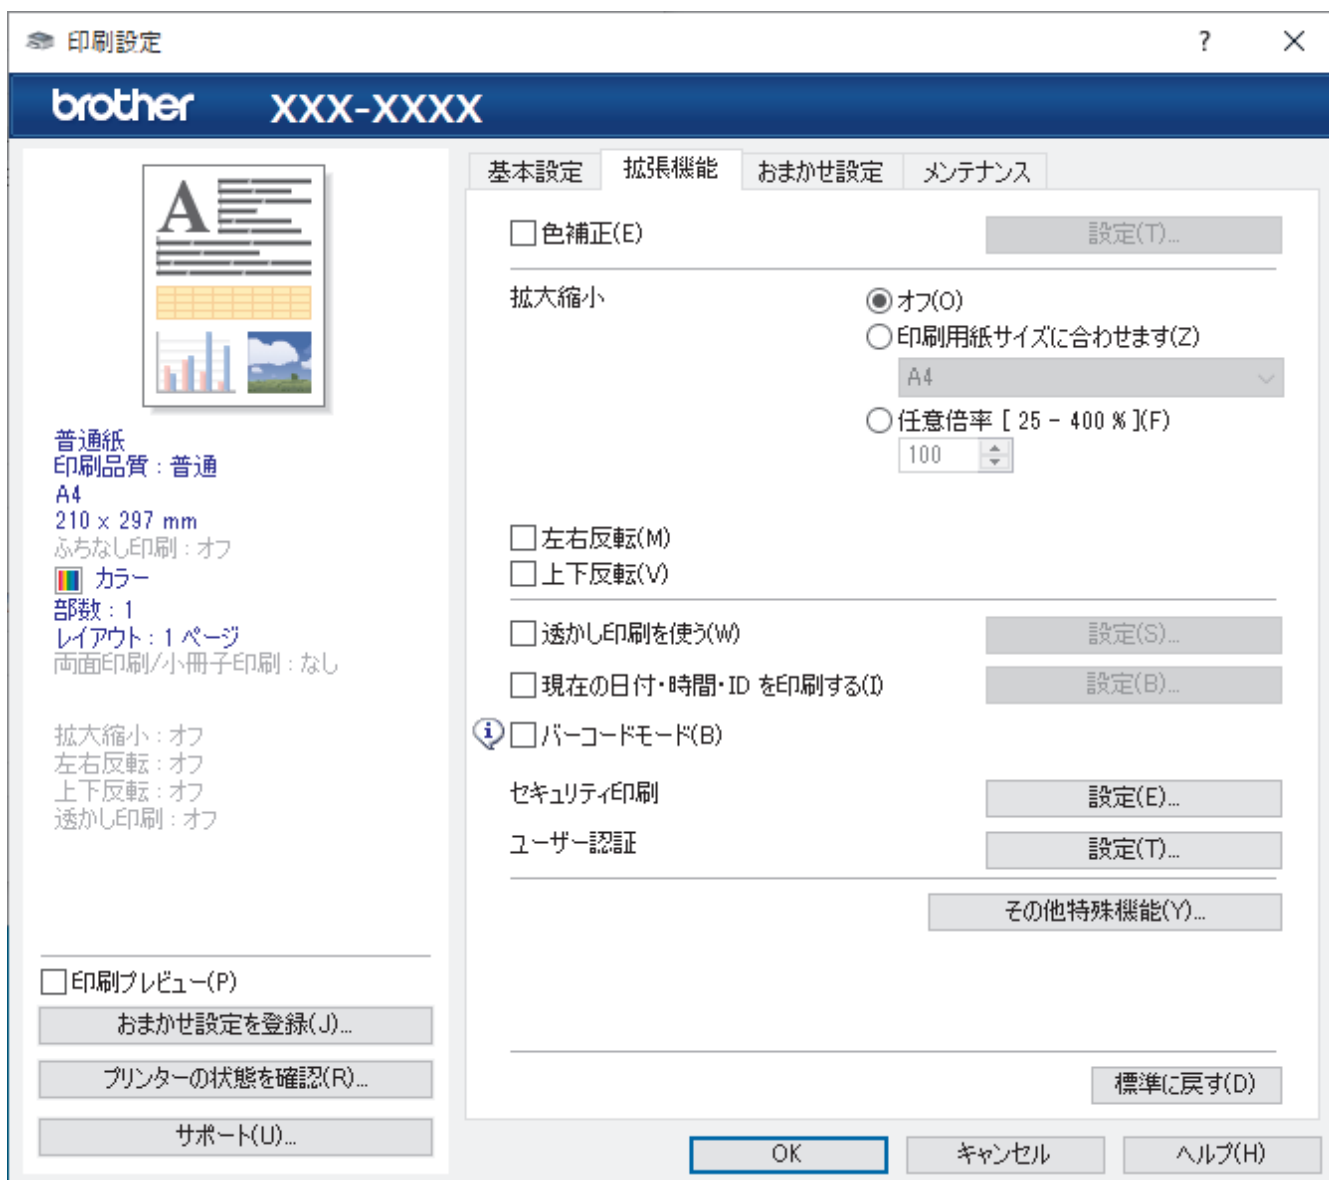 印刷設定
?
brother XXX-XXXX
A
普通紙
印刷品質 : 普通
A4
210 x 297 mm
ふちなし印刷 : オフ
カラー
部数 : 1
レイアウト : 1 ページ
両面印刷/小冊子印刷 : なし
拡大縮小 : オフ
左右反転 : オフ
上下反転 : オフ
透かし印刷 : オフ
印刷プレビュー(P)
おまかせ設定を登録(J)...
プリンターの状態を確認(R)...
サポート(U)...
基本設定 拡張機能 おまかせ設定 メンテナンス
色補正(E) 設定(T)...
拡大縮小 オフ(O)
印刷用紙サイズに合わせます(Z)
A4
任意倍率 [ 25 - 400 % ](F)
100
左右反転(M)
上下反転(V)
透かし印刷を使う(W) 設定(S)...
現在の日付・時間・ID を印刷する(I) 設定(B)...
バーコードモード(B)
セキュリティ印刷 設定(E)...
ユーザー認証 設定(T)...
その他特殊機能(Y)...
標準に戻す(D)
OK キャンセル ヘルプ(H)